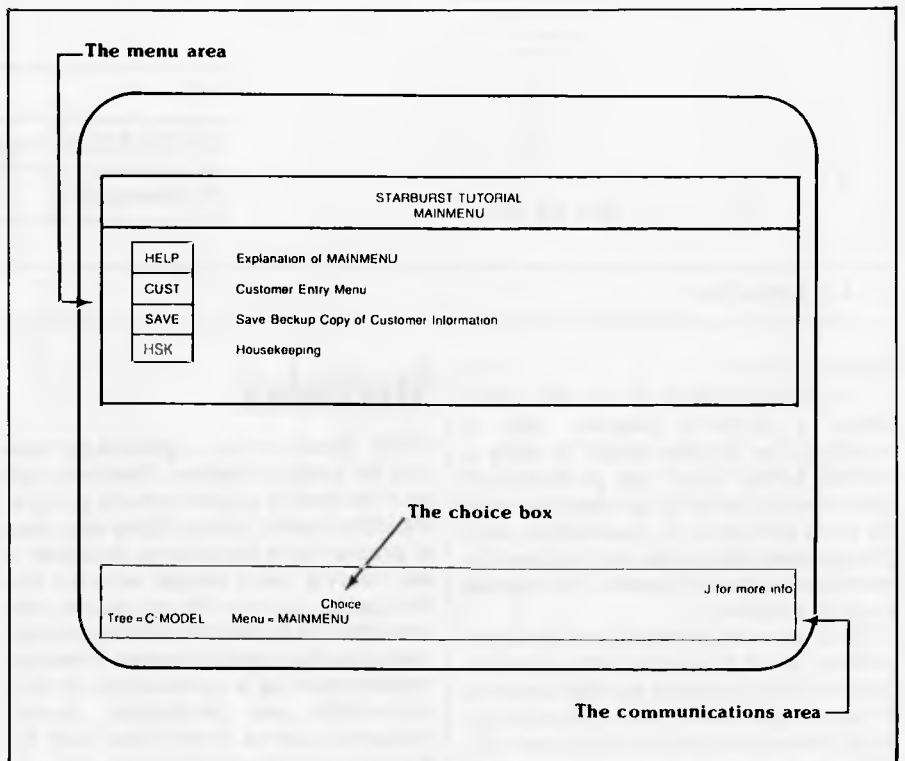 The menu area
STARBURST TUTORIAL
MAINMENU
HELP Explanation of MAINMENU
CUST Customer Entry Menu
SAVE Save Beckup Copy of Customer Information
HSK Housekeeping
The choice box
J for more info
Choice
Tree = C:MODEL Menu = MAINMENU
The communications area